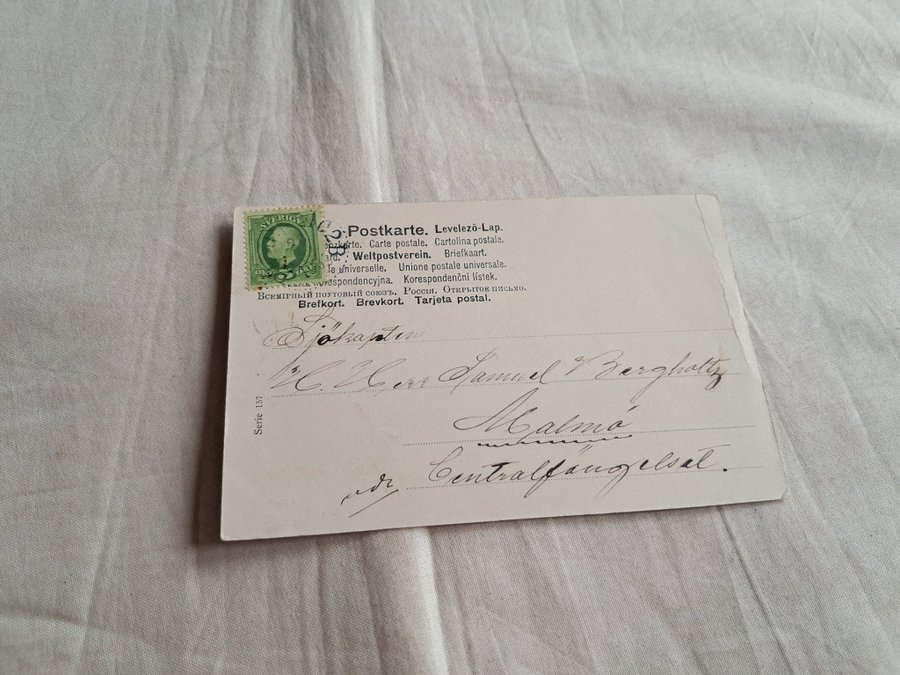 SVERIGE
102B
Postkarte. Levelező-Lap.
Carte postale. Cartolina postale.
Weltpostverein. Briefkaart.
universelle. Unione postale universale.
korespondencyjna. Korespondenční lístek.
Всемірный почтовый союзъ. Россія. Открытое письмо.
Brefkort. Brevkort. Tarjeta postal.
Sjökapten
H. Herr Samuel Bergholtz
Malmö
Centralfängelset.
Serie 157